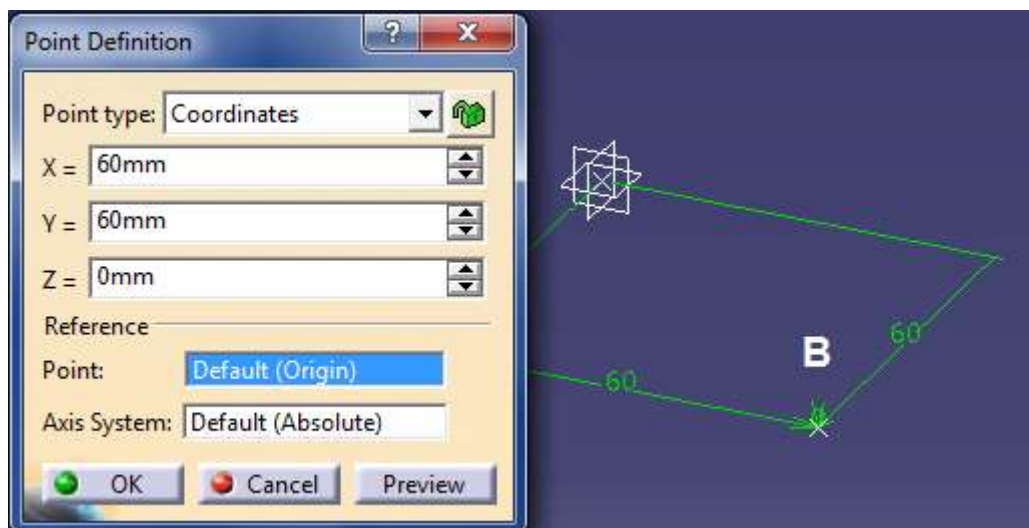 Point Definition
?
X
Point type: Coordinates
X = 60mm
Y = 60mm
Z = 0mm
Reference
Point: Default (Origin)
Axis System: Default (Absolute)
OK Cancel Preview
60
B
60
0